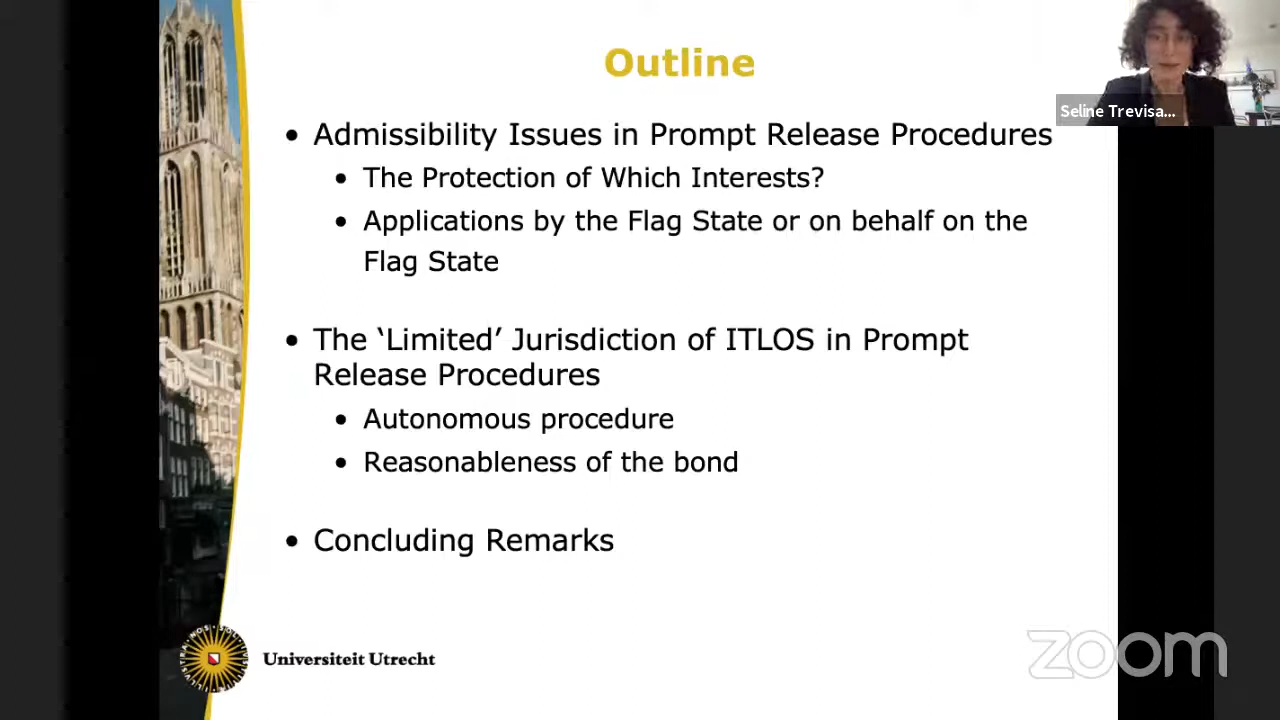 Outline
Seline Trevisa...
• Admissibility Issues in Prompt Release Procedures
• The Protection of Which Interests?
• Applications by the Flag State or on behalf on the
Flag State
• The ‘Limited’ Jurisdiction of ITLOS in Prompt
Release Procedures
• Autonomous procedure
• Reasonableness of the bond
• Concluding Remarks
Universiteit Utrecht
zoom